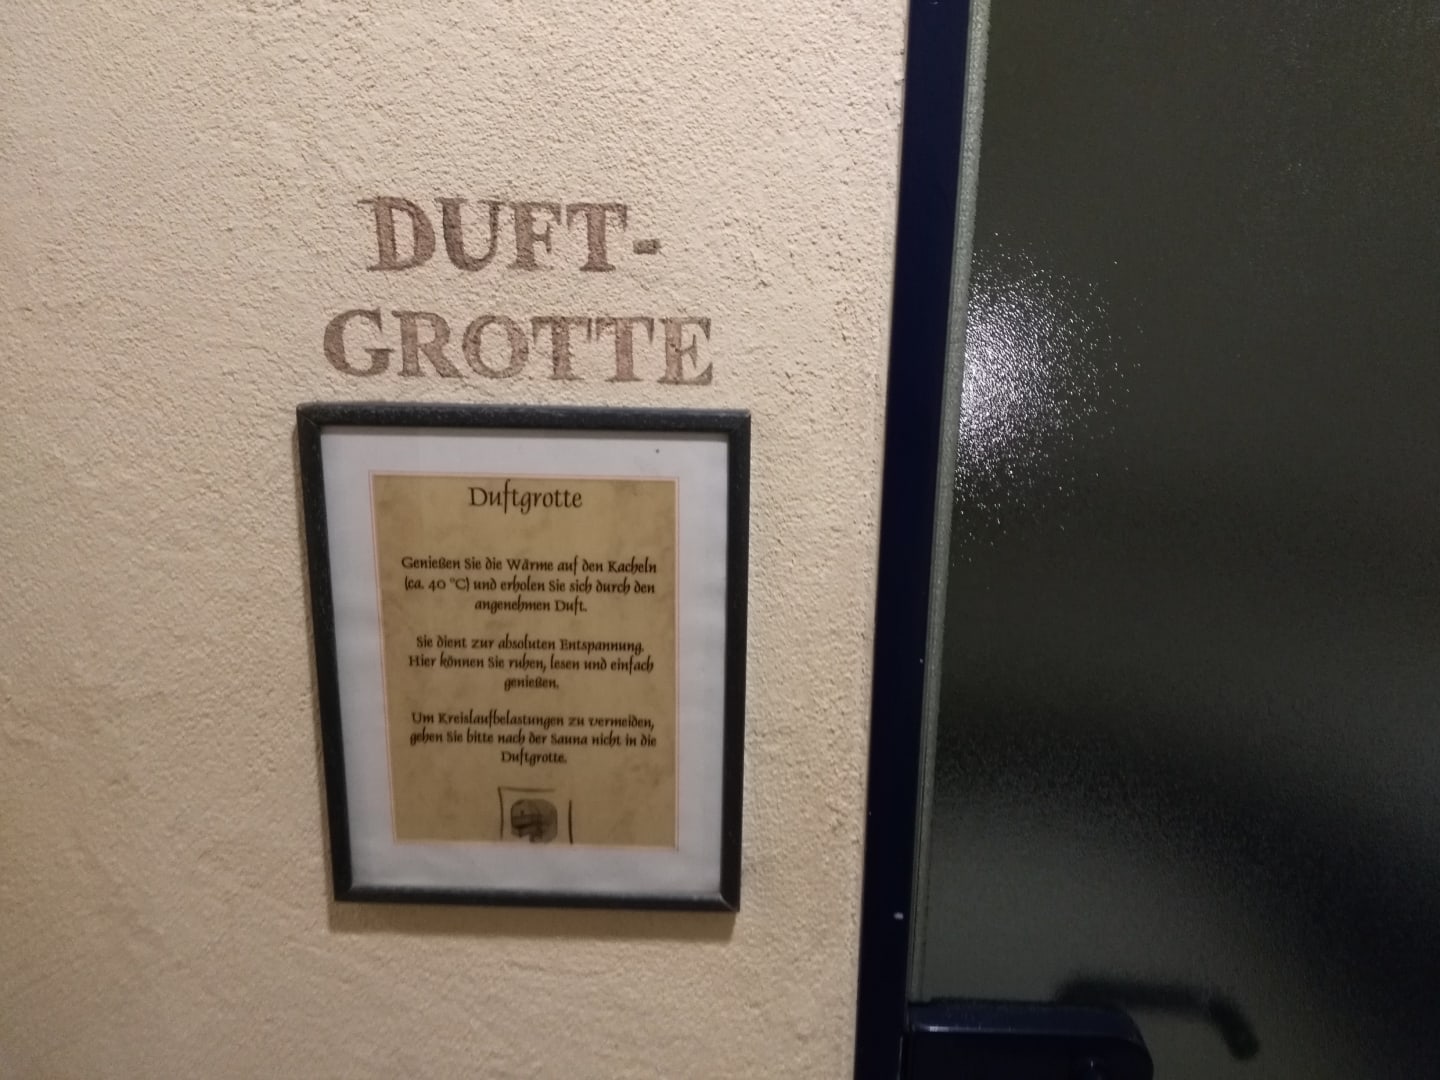 DUFT-
GROTTE
Duftgrotte
Genießen Sie die Wärme auf den Kacheln
(ca. 40 °C) und erholen Sie sich durch den
angenehmen Duft.
Sie dient zur absoluten Entspannung.
Hier können Sie ruhen, lesen und einfach
genießen.
Um Kreislaufbelastungen zu vermeiden,
gehen Sie bitte nach der Sauna nicht in die
Duftgrotte.